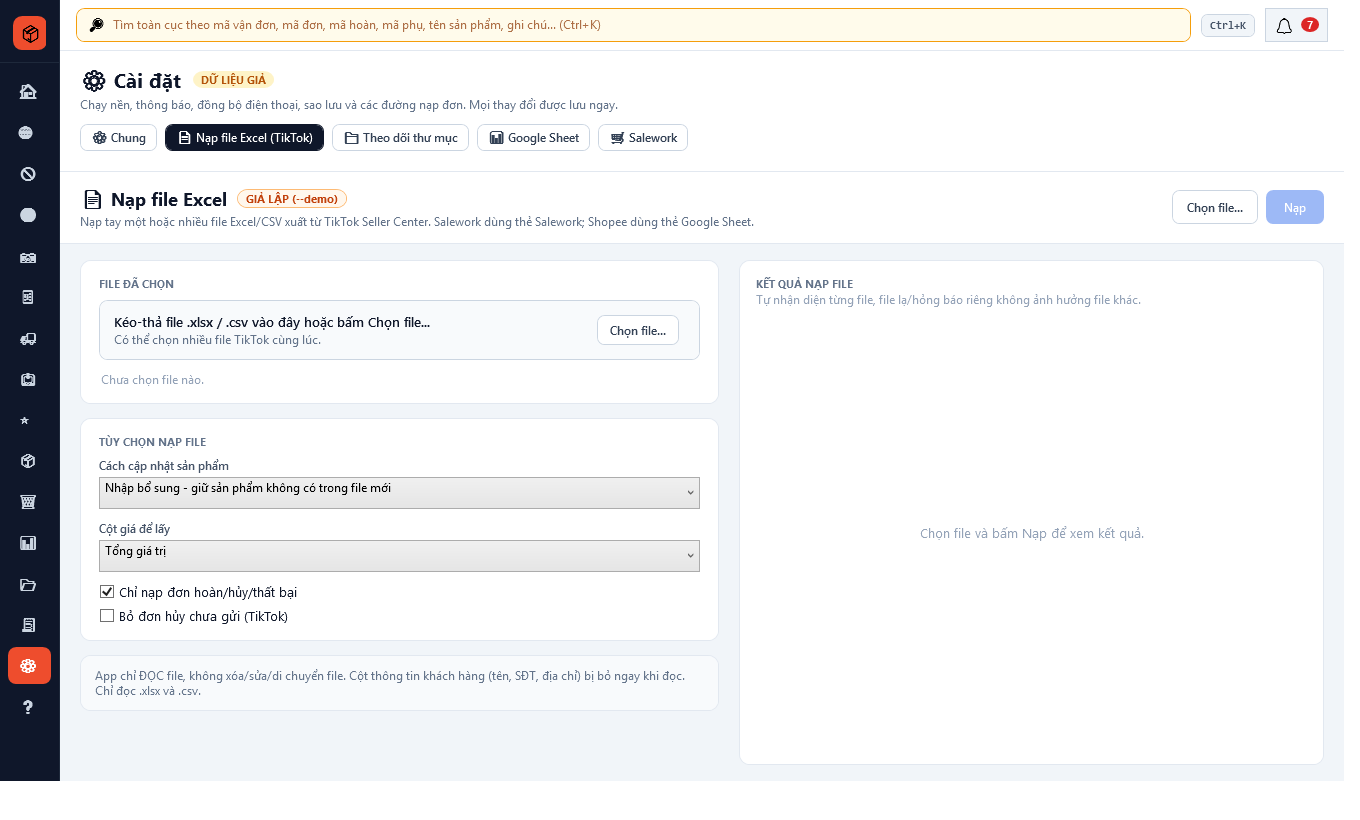 Tìm toàn cục theo mã vận đơn, mã đơn, mã hoàn, mã phụ, tên sản phẩm, ghi chú... (Ctrl+K)
Ctrl+K
7
Cài đặt
DỮ LIỆU GIẢ
Chạy nền, thông báo, đồng bộ điện thoại, sao lưu và các đường nạp đơn. Mọi thay đổi được lưu ngay.
Chung
Nạp file Excel (TikTok)
Theo dõi thư mục
Google Sheet
Salework
Nạp file Excel
GIẢ LẬP (--demo)
Nạp tay một hoặc nhiều file Excel/CSV xuất từ TikTok Seller Center. Salework dùng thẻ Salework; Shopee dùng thẻ Google Sheet.
Chọn file...
Nạp
FILE ĐÃ CHỌN
Kéo-thả file .xlsx / .csv vào đây hoặc bấm Chọn file...
Có thể chọn nhiều file TikTok cùng lúc.
Chọn file...
Chưa chọn file nào.
TÙY CHỌN NẠP FILE
Cách cập nhật sản phẩm
Nhập bổ sung - giữ sản phẩm không có trong file mới
Cột giá để lấy
Tổng giá trị
Chỉ nạp đơn hoàn/hủy/thất bại
Bỏ đơn hủy chưa gửi (TikTok)
App chỉ ĐỌC file, không xóa/sửa/di chuyển file. Cột thông tin khách hàng (tên, SĐT, địa chỉ) bị bỏ ngay khi đọc.
Chỉ đọc .xlsx và .csv.
KẾT QUẢ NẠP FILE
Tự nhận diện từng file, file lạ/hỏng báo riêng không ảnh hưởng file khác.
Chọn file và bấm Nạp để xem kết quả.